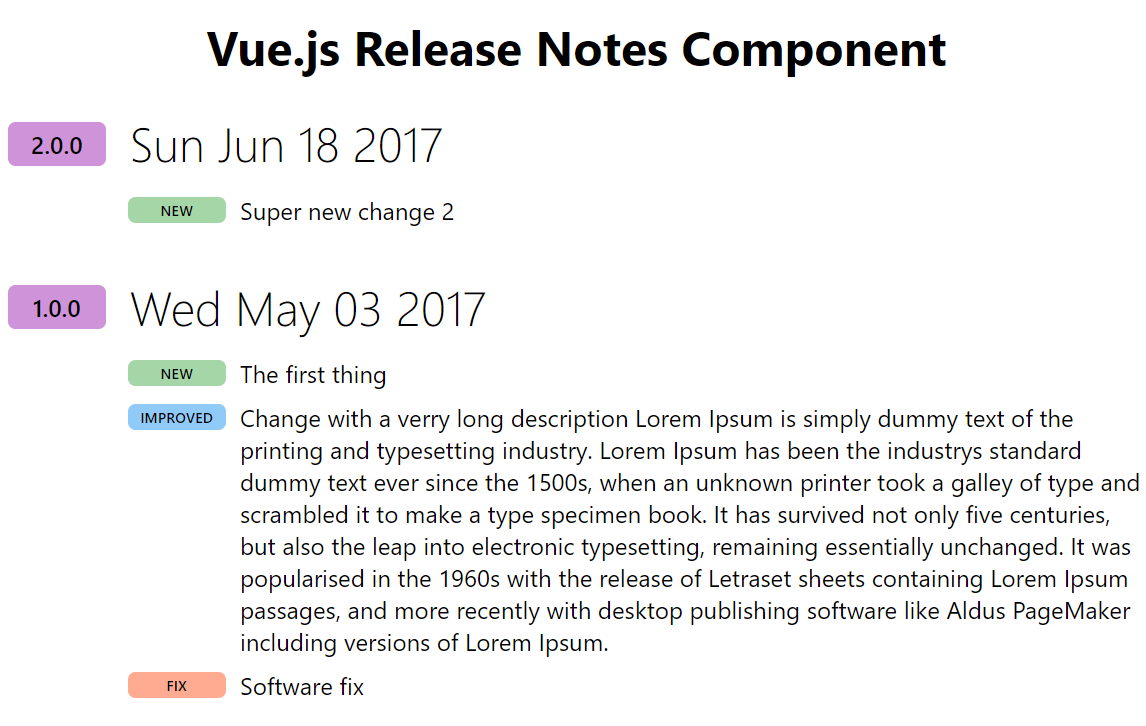 Vue.js Release Notes Component
2.0.0 Sun Jun 18 2017
NEW Super new change 2
1.0.0 Wed May 03 2017
NEW The first thing
IMPROVED Change with a verry long description Lorem Ipsum is simply dummy text of the
printing and typesetting industry. Lorem Ipsum has been the industrys standard
dummy text ever since the 1500s, when an unknown printer took a galley of type and
scrambled it to make a type specimen book. It has survived not only five centuries,
but also the leap into electronic typesetting, remaining essentially unchanged. It was
popularised in the 1960s with the release of Letraset sheets containing Lorem Ipsum
passages, and more recently with desktop publishing software like Aldus PageMaker
including versions of Lorem Ipsum.
FIX Software fix